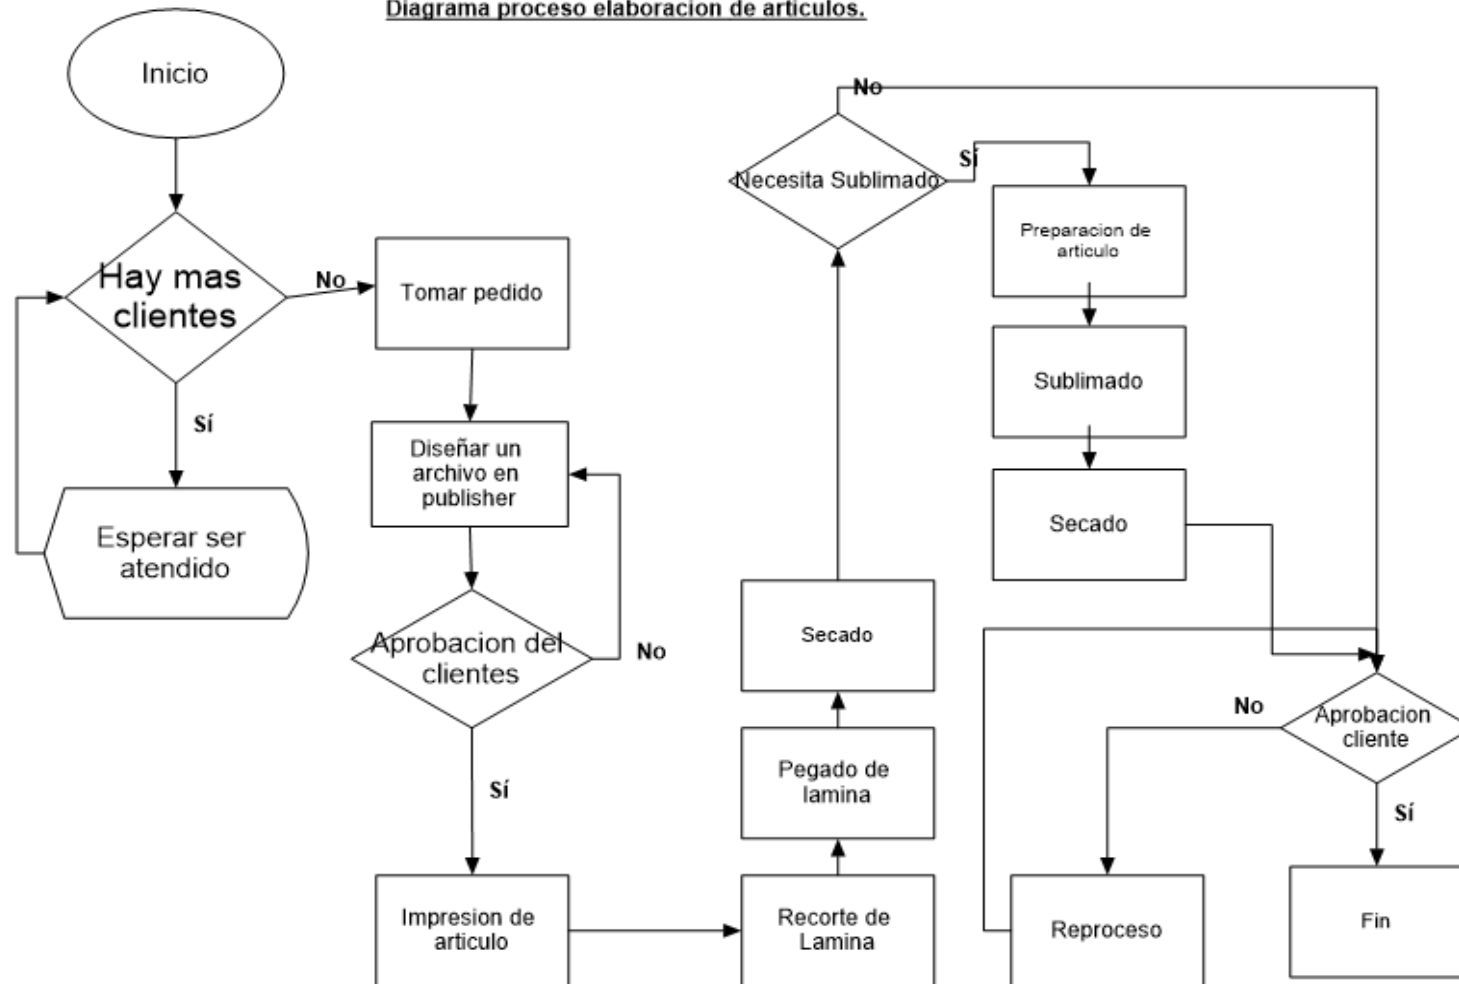 Diagrama proceso elaboracion de articulos.
Inicio
Hay mas
clientes
No
Sí
Esperar ser
atendido
Tomar pedido
Diseñar un
archivo en
publisher
Aprobacion del
clientes
No
Sí
Impresion de
articulo
Recorte de
Lamina
Pegado de
lamina
Secado
Necesita Sublimado
No
Sí
Preparacion de
articulo
Sublimado
Secado
Aprobacion
cliente
No
Sí
Reproceso
Fin